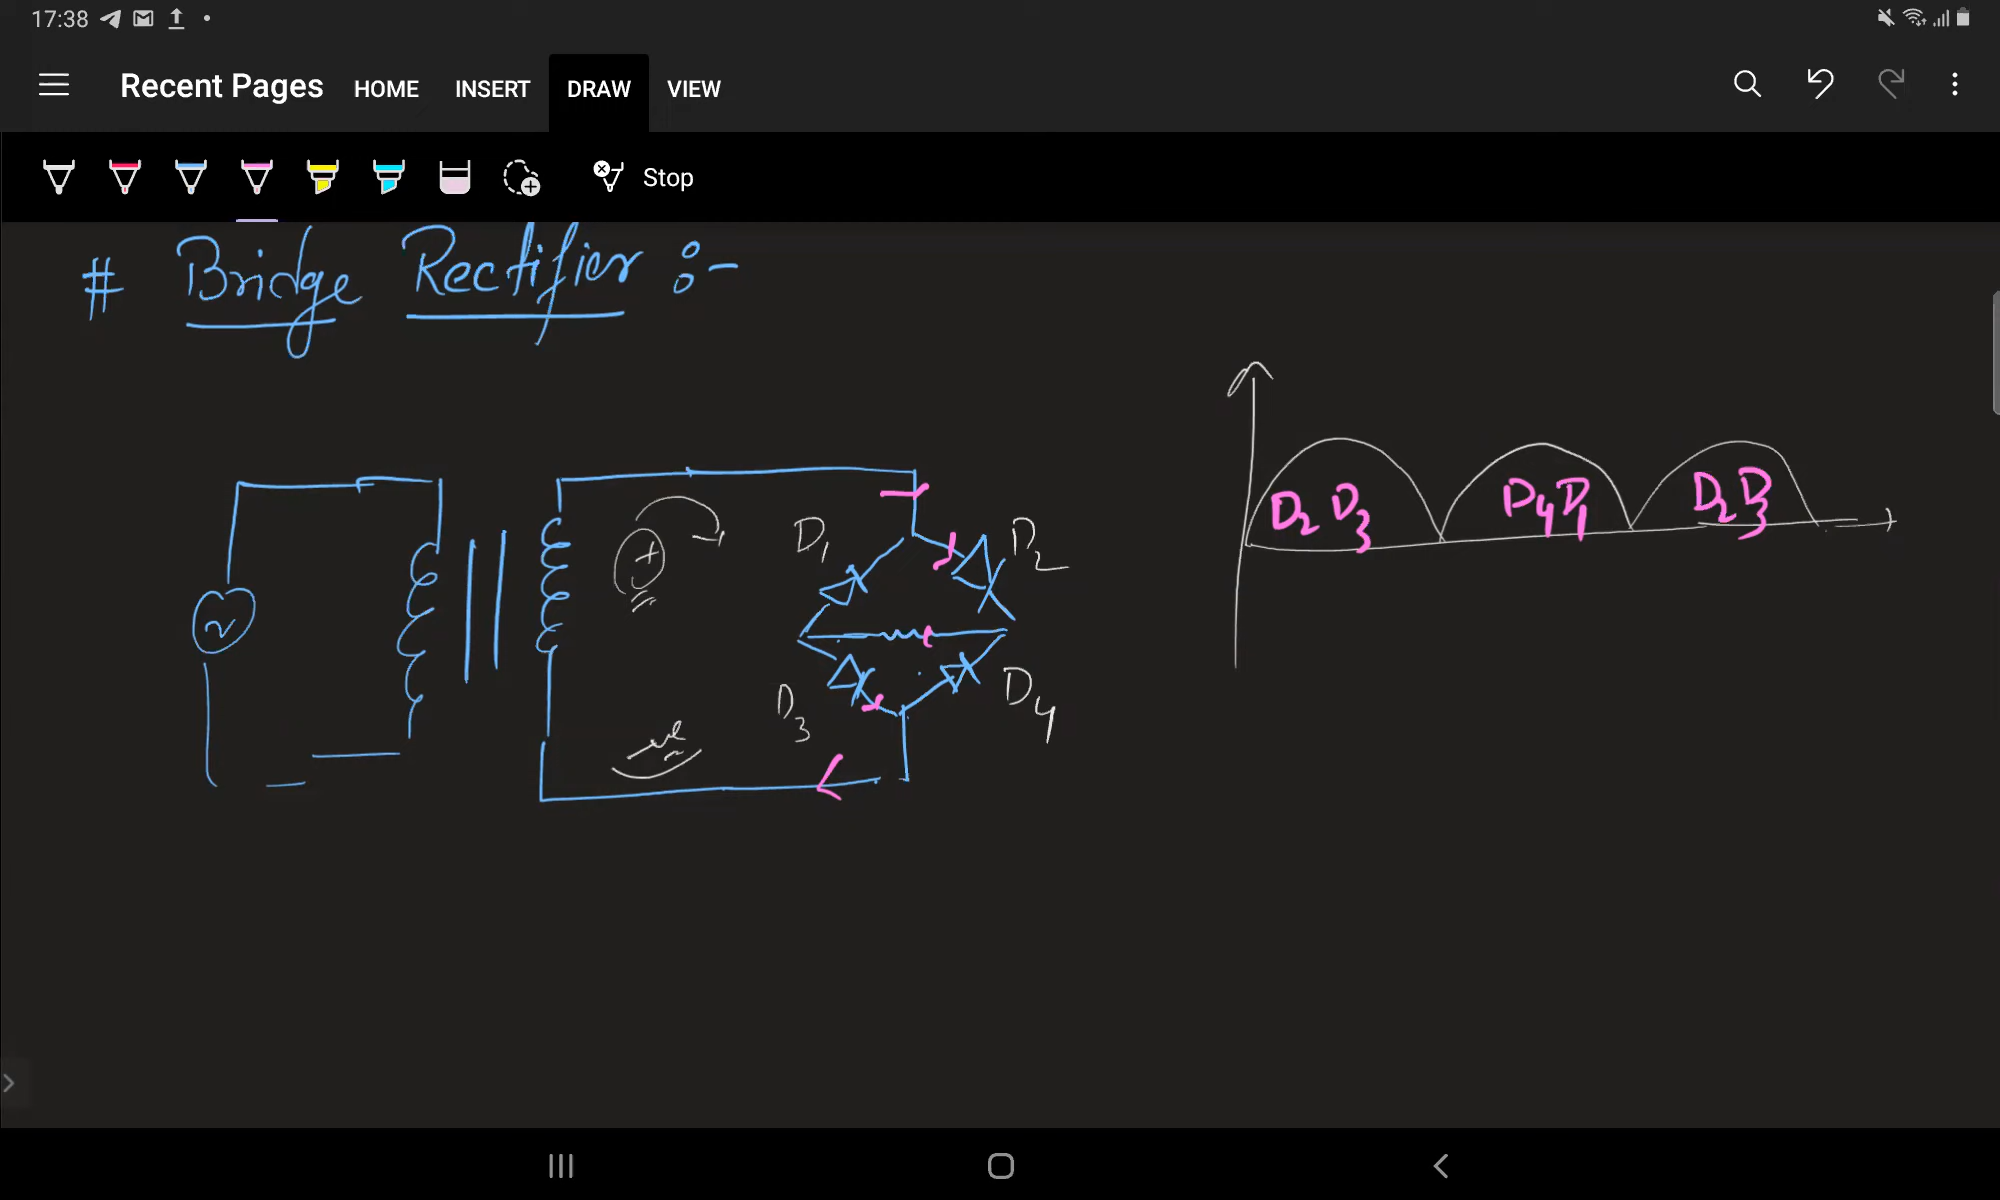 17:38
Recent Pages HOME INSERT DRAW VIEW
Stop
# Bridge Rectifier :-
D1
D2
+
D3
-ve
D4
D2 D3
D4 D1
D2 D3